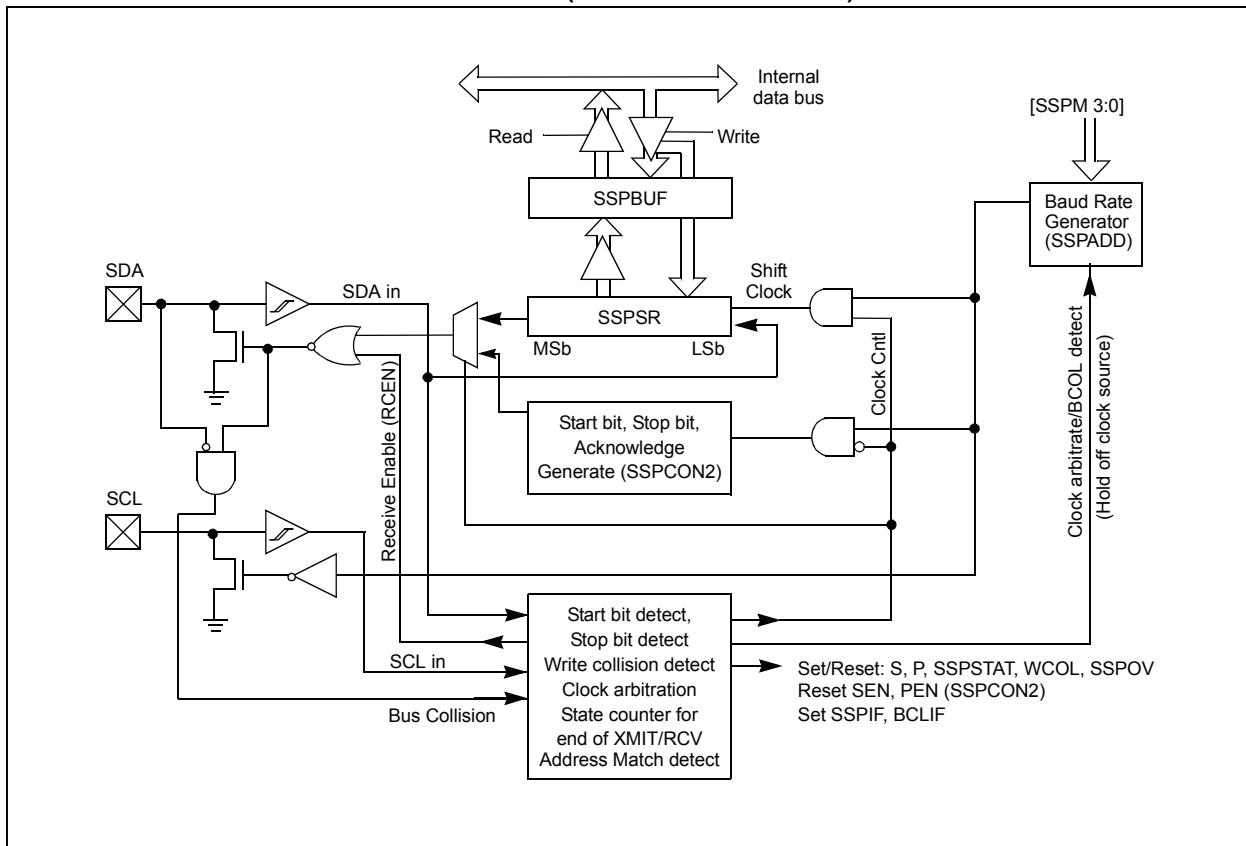 Internal
data bus
[SSPM 3:0]
Read
Write
SSPBUF
Baud Rate
Generator
(SSPADD)
SDA
SDA in
Shift
Clock
SSPSR
MSb
LSb
Clock Cntl
Start bit, Stop bit,
Acknowledge
Generate (SSPCON2)
Receive Enable (RCEN)
Clock arbitrate/BCOL detect
(Hold off clock source)
SCL
SCL in
Bus Collision
Start bit detect,
Stop bit detect
Write collision detect
Clock arbitration
State counter for
end of XMIT/RCV
Address Match detect
Set/Reset: S, P, SSPSTAT, WCOL, SSPOV
Reset SEN, PEN (SSPCON2)
Set SSPIF, BCLIF